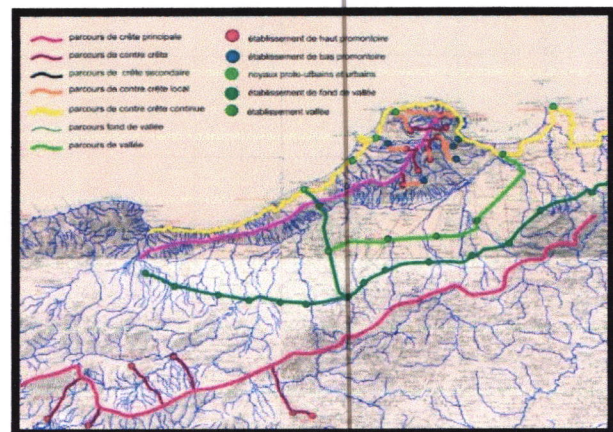 parcours de crête principale
parcours de contre crête
parcours de crête secondaire
parcours de contre crête local
parcours de contre crête continue
parcours fond de vallée
parcours de vallée
établissement de haut promontoire
établissement de bas promontoire
noyaux proto-urbains et urbains
établissement de fond de vallée
établissement vallée